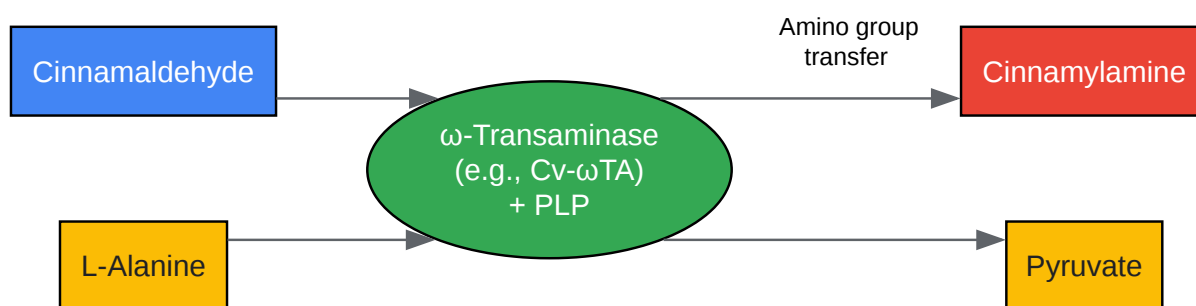 Cinnamaldehyde
Amino group
transfer
Cinnamylamine
ω-Transaminase
(e.g., Cv-ωTA)
+ PLP
L-Alanine
Pyruvate